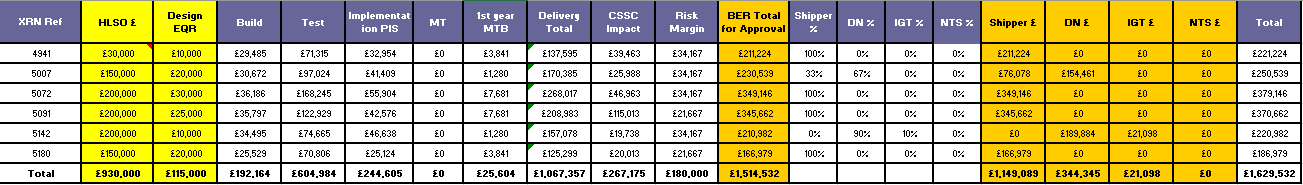 XRN Ref HLSO £ Design EQR Build Test Implementat ion PIS MT 1st year MTB Delivery Total CSSC Impact Risk Margin BER Total for Approval Shipper % DN % IGT % NTS % Shipper £ DN £ IGT £ NTS £ Total
4941 £30,000 £10,000 £29,485 £71,315 £32,954 £0 £3,841 £137,595 £39,463 £34,167 £211,224 100% 0% 0% 0% £211,224 £0 £0 £0 £221,224
5007 £150,000 £20,000 £30,672 £97,024 £41,409 £0 £1,280 £170,385 £25,988 £34,167 £230,539 33% 67% 0% 0% £76,078 £154,461 £0 £0 £250,539
5072 £200,000 £30,000 £36,186 £168,245 £55,904 £0 £7,681 £268,017 £46,963 £34,167 £349,146 100% 0% 0% 0% £349,146 £0 £0 £0 £379,146
5091 £200,000 £25,000 £35,797 £122,929 £42,576 £0 £7,681 £208,983 £115,013 £21,667 £345,662 100% 0% 0% 0% £345,662 £0 £0 £0 £370,662
5142 £200,000 £10,000 £34,495 £74,665 £46,638 £0 £1,280 £157,078 £19,738 £34,167 £210,982 0% 90% 10% 0% £0 £189,884 £21,098 £0 £220,982
5180 £150,000 £20,000 £25,529 £70,806 £25,124 £0 £3,841 £125,299 £20,013 £21,667 £166,979 100% 0% 0% 0% £166,979 £0 £0 £0 £186,979
Total £930,000 £115,000 £192,164 £604,984 £244,605 £0 £25,604 £1,067,357 £267,175 £180,000 £1,514,532 £1,149,089 £344,345 £21,098 £0 £1,629,532